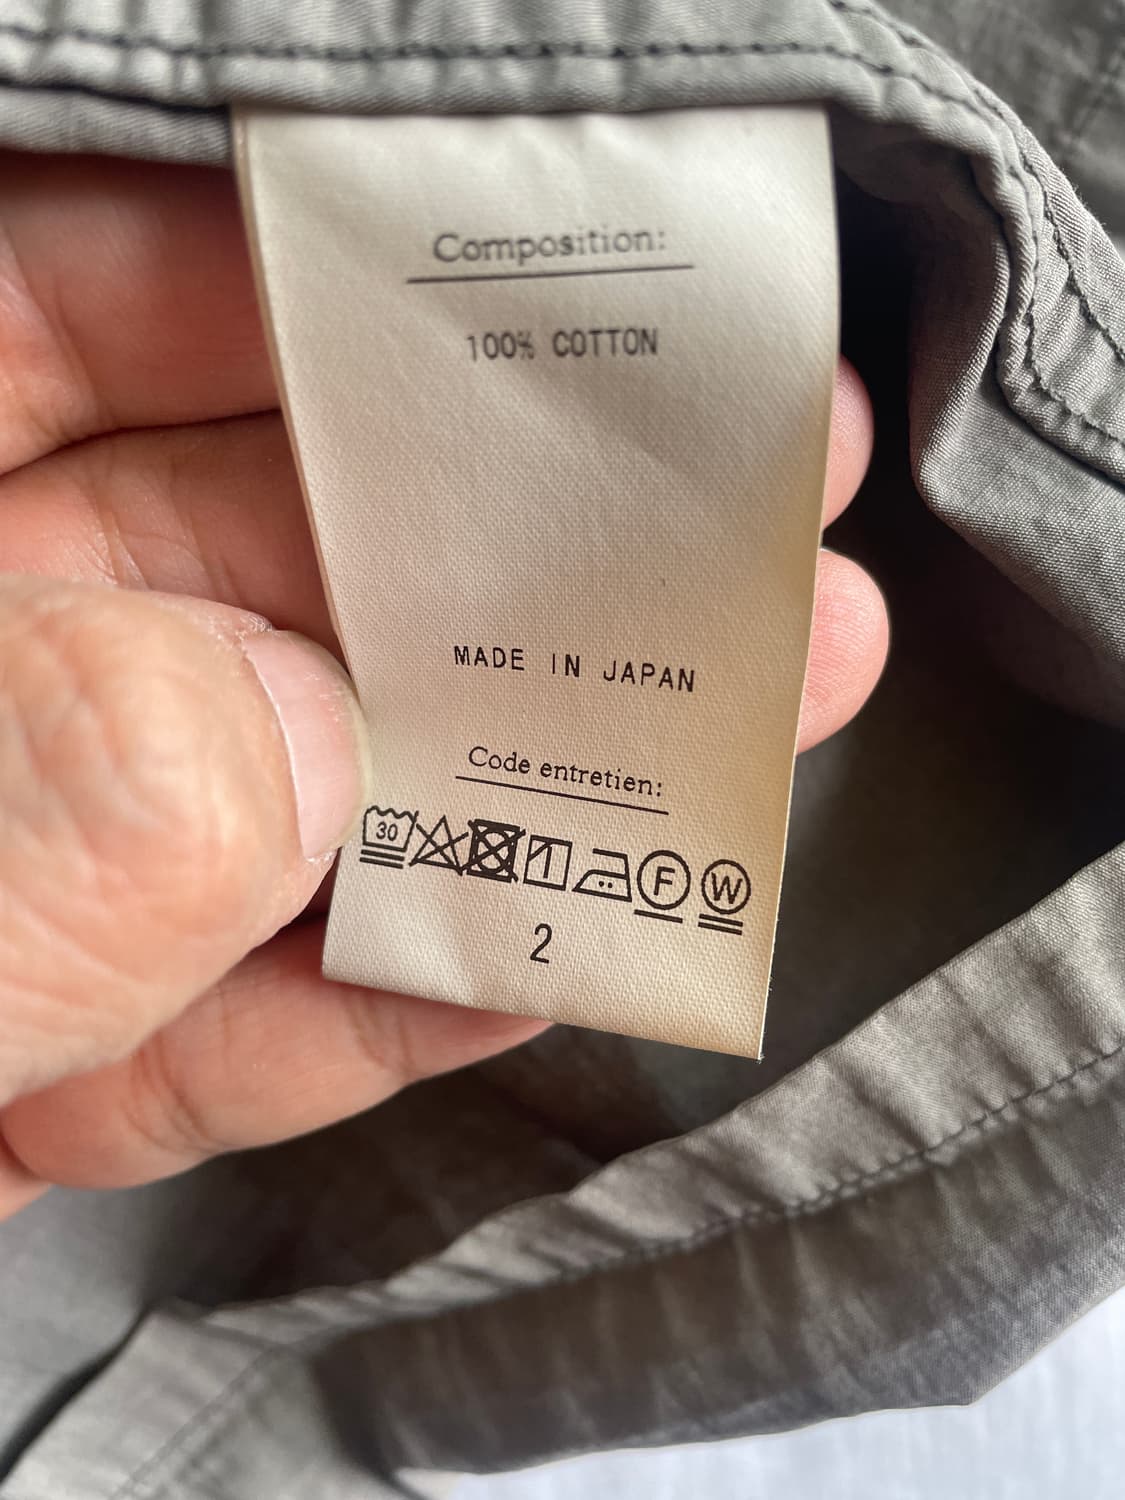 Composition:
100% COTTON
MADE IN JAPAN
Code entretien:
30 F W
2